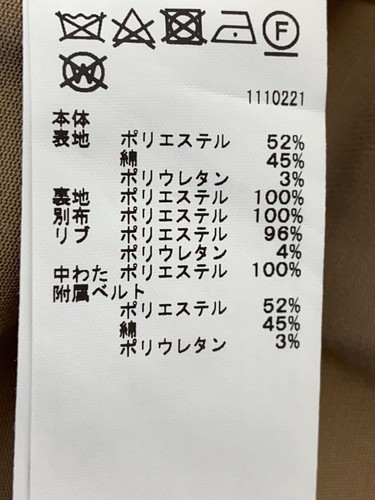 F
W
1110221
本体
表地 ポリエステル 52%
綿 45%
ポリウレタン 3%
裏地 ポリエステル 100%
別布 ポリエステル 100%
リブ ポリエステル 96%
ポリウレタン 4%
中わた ポリエステル 100%
附属ベルト
ポリエステル 52%
綿 45%
ポリウレタン 3%